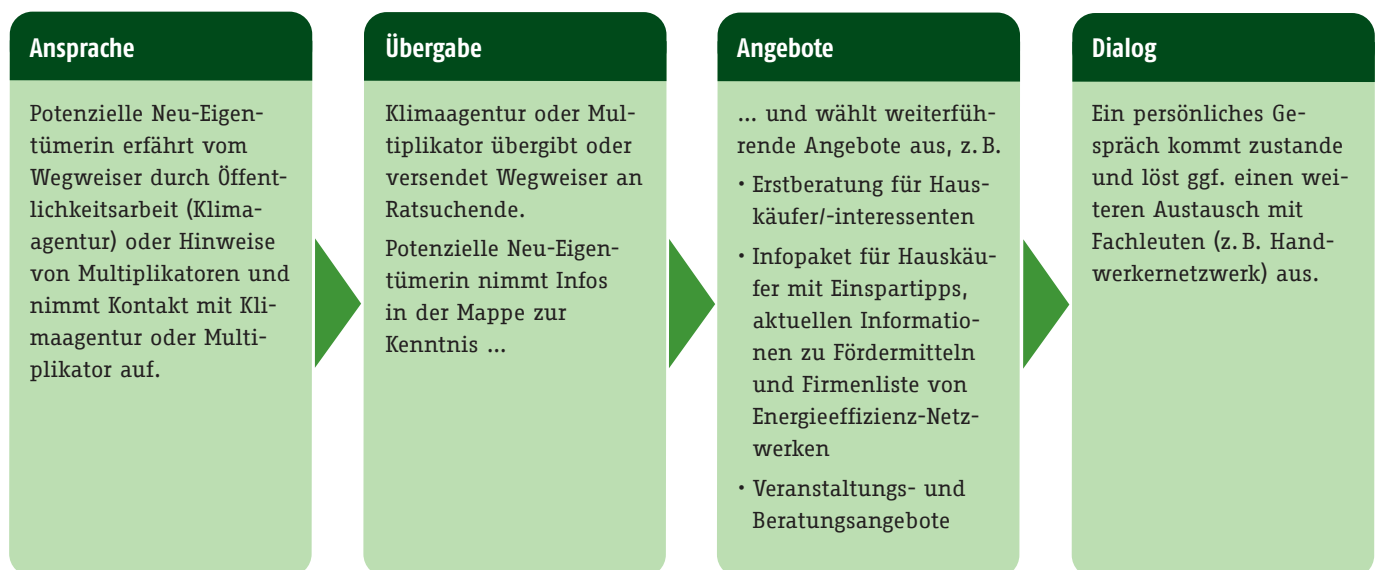 Ansprache
Potenzielle Neu-Eigen-
tümerin erfährt vom
Wegweiser durch Öffent-
lichkeitsarbeit (Klima-
agentur) oder Hinweise
von Multiplikatoren und
nimmt Kontakt mit Kli-
maagentur oder Multi-
plikator auf.
Übergabe
Klimaagentur oder Mul-
tiplikator übergibt oder
versendet Wegweiser an
Ratsuchende.
Potenzielle Neu-Eigen-
tümerin nimmt Infos
in der Mappe zur
Kenntnis ...
Angebote
... und wählt weiterfüh-
rende Angebote aus, z. B.
· Erstberatung für Haus-
käufer/-interessenten
· Infopaket für Hauskäu-
fer mit Einspartipps,
aktuellen Informatio-
nen zu Fördermitteln
und Firmenliste von
Energieeffizienz-Netz-
werken
· Veranstaltungs- und
Beratungsangebote
Dialog
Ein persönliches Ge-
spräch kommt zustande
und löst ggf. einen wei-
teren Austausch mit
Fachleuten (z. B. Hand-
werkernetzwerk) aus.